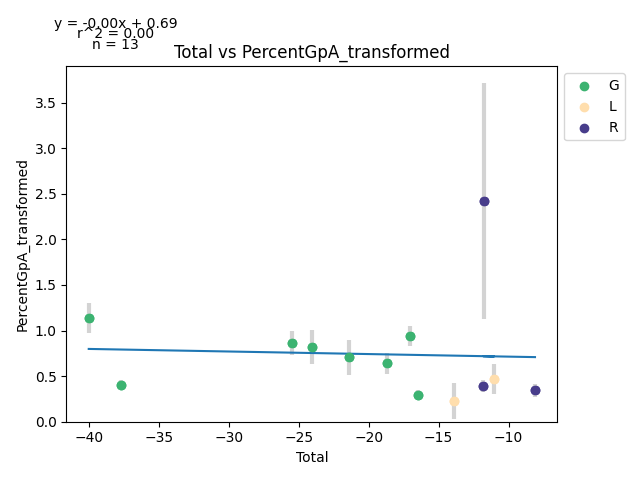 y = -0.00x + 0.69
r^2 = 0.00
n = 13
Total vs PercentGpA_transformed
G
L
R
PercentGpA_transformed
3.5
3.0
2.5
2.0
1.5
1.0
0.5
0.0
−40
−35
−30
−25
−20
−15
−10
Total